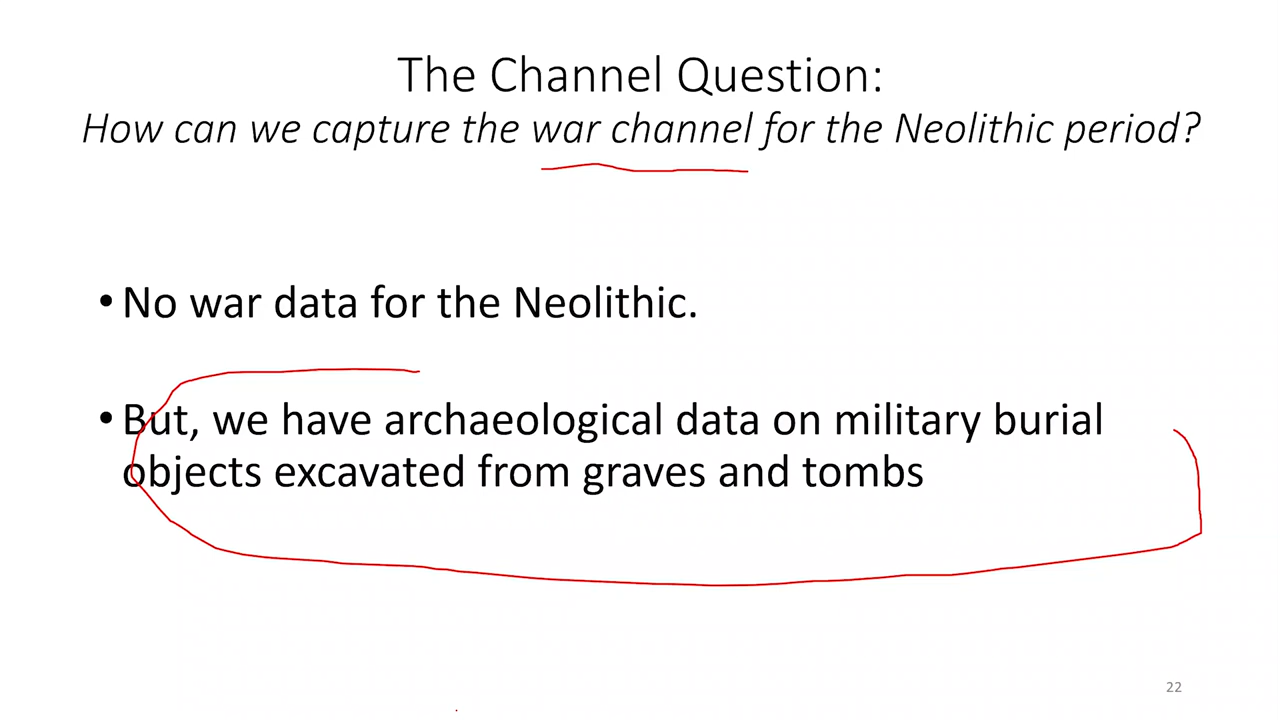 The Channel Question:
How can we capture the war channel for the Neolithic period?
•No war data for the Neolithic.
•But, we have archaeological data on military burial
objects excavated from graves and tombs
22